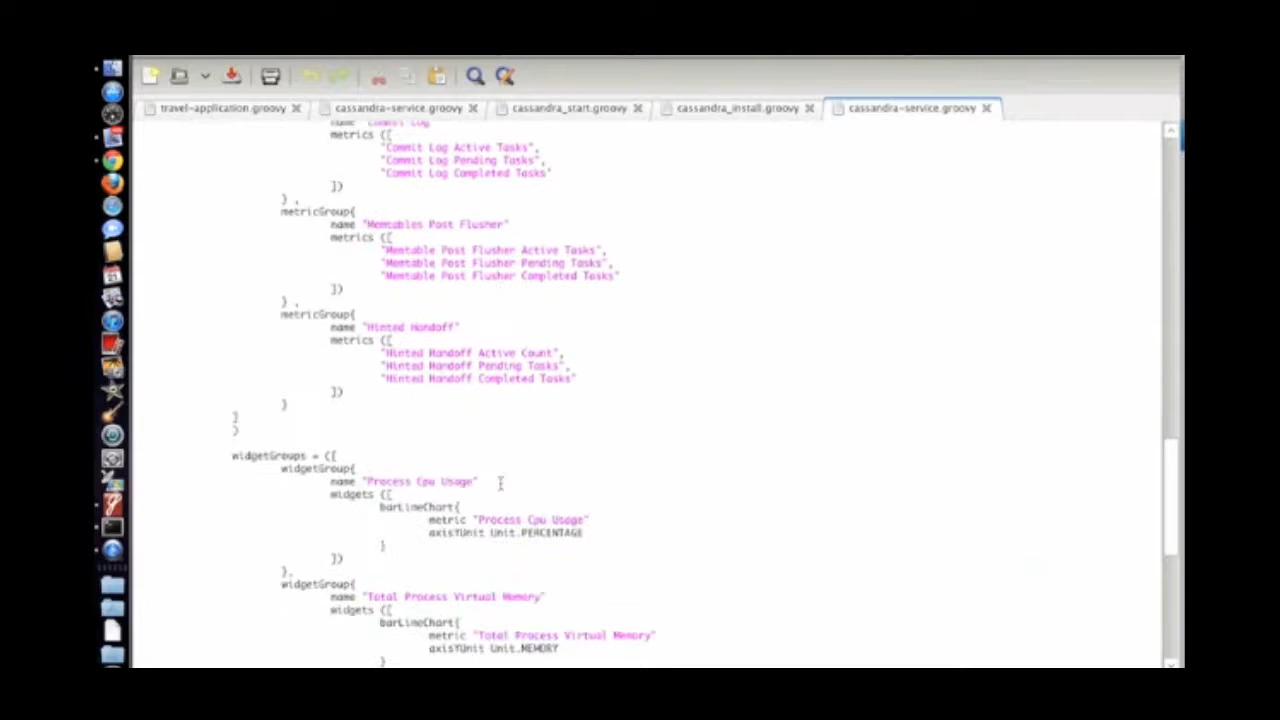 travel-application.groovy cassandra-service.groovy cassandra_start.groovy cassandra_install.groovy cassandra-service.groovy
name "Commit Log
metrics ([
"Commit Log Active Tasks",
"Commit Log Pending Tasks",
"Commit Log Completed Tasks"
])
} ,
metricGroup{
name "Memtables Post Flusher"
metrics ([
"Memtable Post Flusher Active Tasks",
"Memtable Post Flusher Pending Tasks",
"Memtable Post Flusher Completed Tasks"
])
} ,
metricGroup{
name "Hinted Handoff"
metrics ([
"Hinted Handoff Active Count",
"Hinted Handoff Pending Tasks",
"Hinted Handoff Completed Tasks"
])
}
]
)
widgetGroups = ([
widgetGroup{
name "Process Cpu Usage"
widgets ([
barLineChart{
metric "Process Cpu Usage"
axisYUnit Unit.PERCENTAGE
}
])
},
widgetGroup{
name "Total Process Virtual Memory"
widgets ([
barLineChart{
metric "Total Process Virtual Memory"
axisYUnit Unit.MEMORY
}